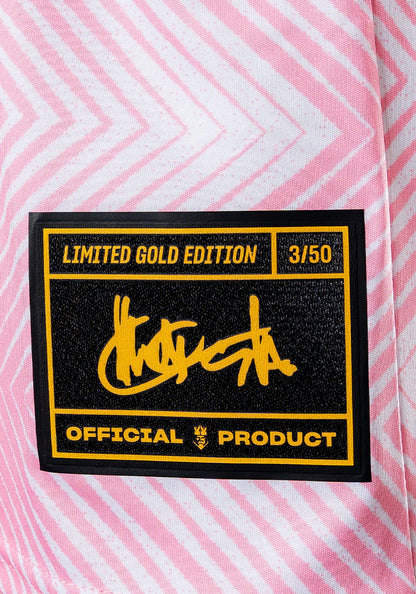 LIMITED GOLD EDITION 3/50
OFFICIAL PRODUCT